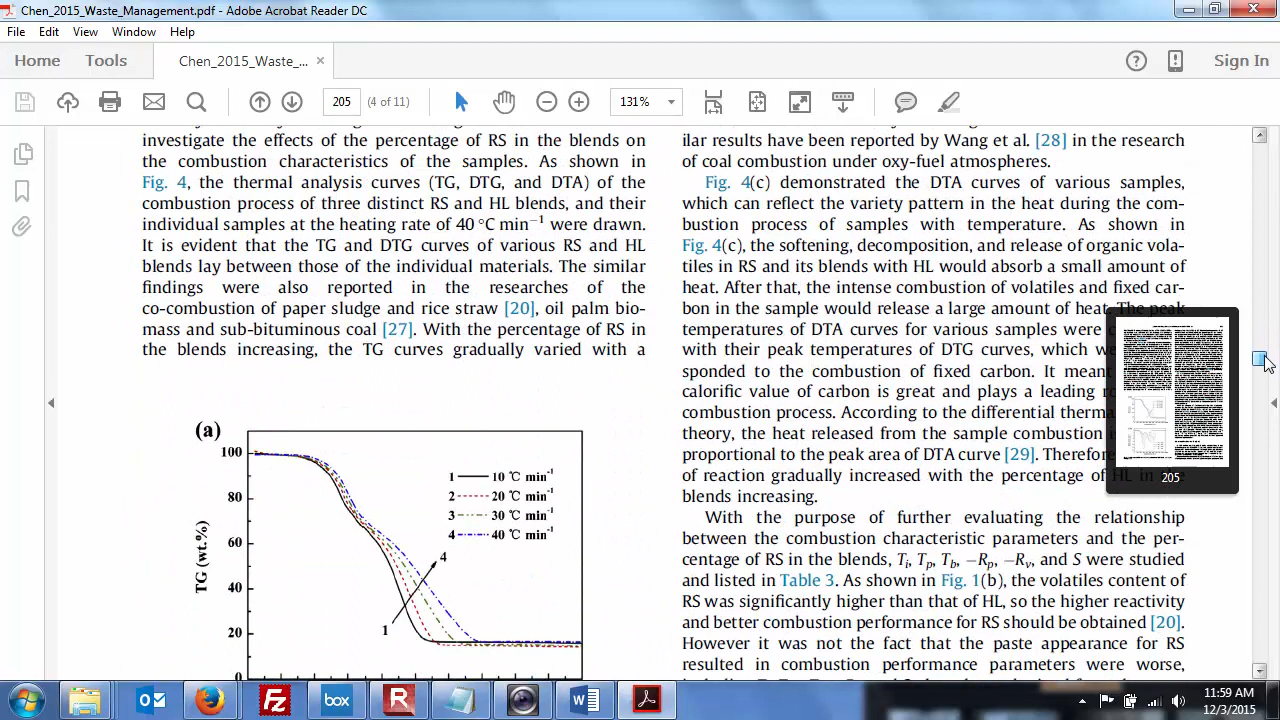 Chen_2015_Waste_Management.pdf - Adobe Acrobat Reader DC
File Edit View Window Help
Home Tools Chen_2015_Waste_... × Sign In
205 (4 of 11) 131%
investigate the effects of the percentage of RS in the blends on
the combustion characteristics of the samples. As shown in
Fig. 4, the thermal analysis curves (TG, DTG, and DTA) of the
combustion process of three distinct RS and HL blends, and their
individual samples at the heating rate of 40 °C min−1 were drawn.
It is evident that the TG and DTG curves of various RS and HL
blends lay between those of the individual materials. The similar
findings were also reported in the researches of the
co-combustion of paper sludge and rice straw [20], oil palm bio-
mass and sub-bituminous coal [27]. With the percentage of RS in
the blends increasing, the TG curves gradually varied with a
(a)
100
80
60
40
20
0
TG (wt.%)
1 10 °C min-1
2 20 °C min-1
3 30 °C min-1
4 40 °C min-1
4
1
ilar results have been reported by Wang et al. [28] in the research
of coal combustion under oxy-fuel atmospheres.
Fig. 4(c) demonstrated the DTA curves of various samples,
which can reflect the variety pattern in the heat during the com-
bustion process of samples with temperature. As shown in
Fig. 4(c), the softening, decomposition, and release of organic vola-
tiles in RS and its blends with HL would absorb a small amount of
heat. After that, the intense combustion of volatiles and fixed car-
bon in the sample would release a large amount of heat. The peak
temperatures of DTA curves for various samples were
with their peak temperatures of DTG curves, which
sponded to the combustion of fixed carbon. It meant
calorific value of carbon is great and plays a leading
combustion process. According to the differential
theory, the heat released from the sample combustion
proportional to the peak area of DTA curve [29].
of reaction gradually increased with the percentage of HL in the
blends increasing.
With the purpose of further evaluating the relationship
between the combustion characteristic parameters and the per-
centage of RS in the blends, Ti, Tp, Tb, −Rp, −Rv, and S were studied
and listed in Table 3. As shown in Fig. 1(b), the volatiles content of
RS was significantly higher than that of HL, so the higher reactivity
and better combustion performance for RS should be obtained [20].
However it was not the fact that the paste appearance for RS
resulted in combustion performance parameters were worse,
205
box
11:59 AM
12/3/2015